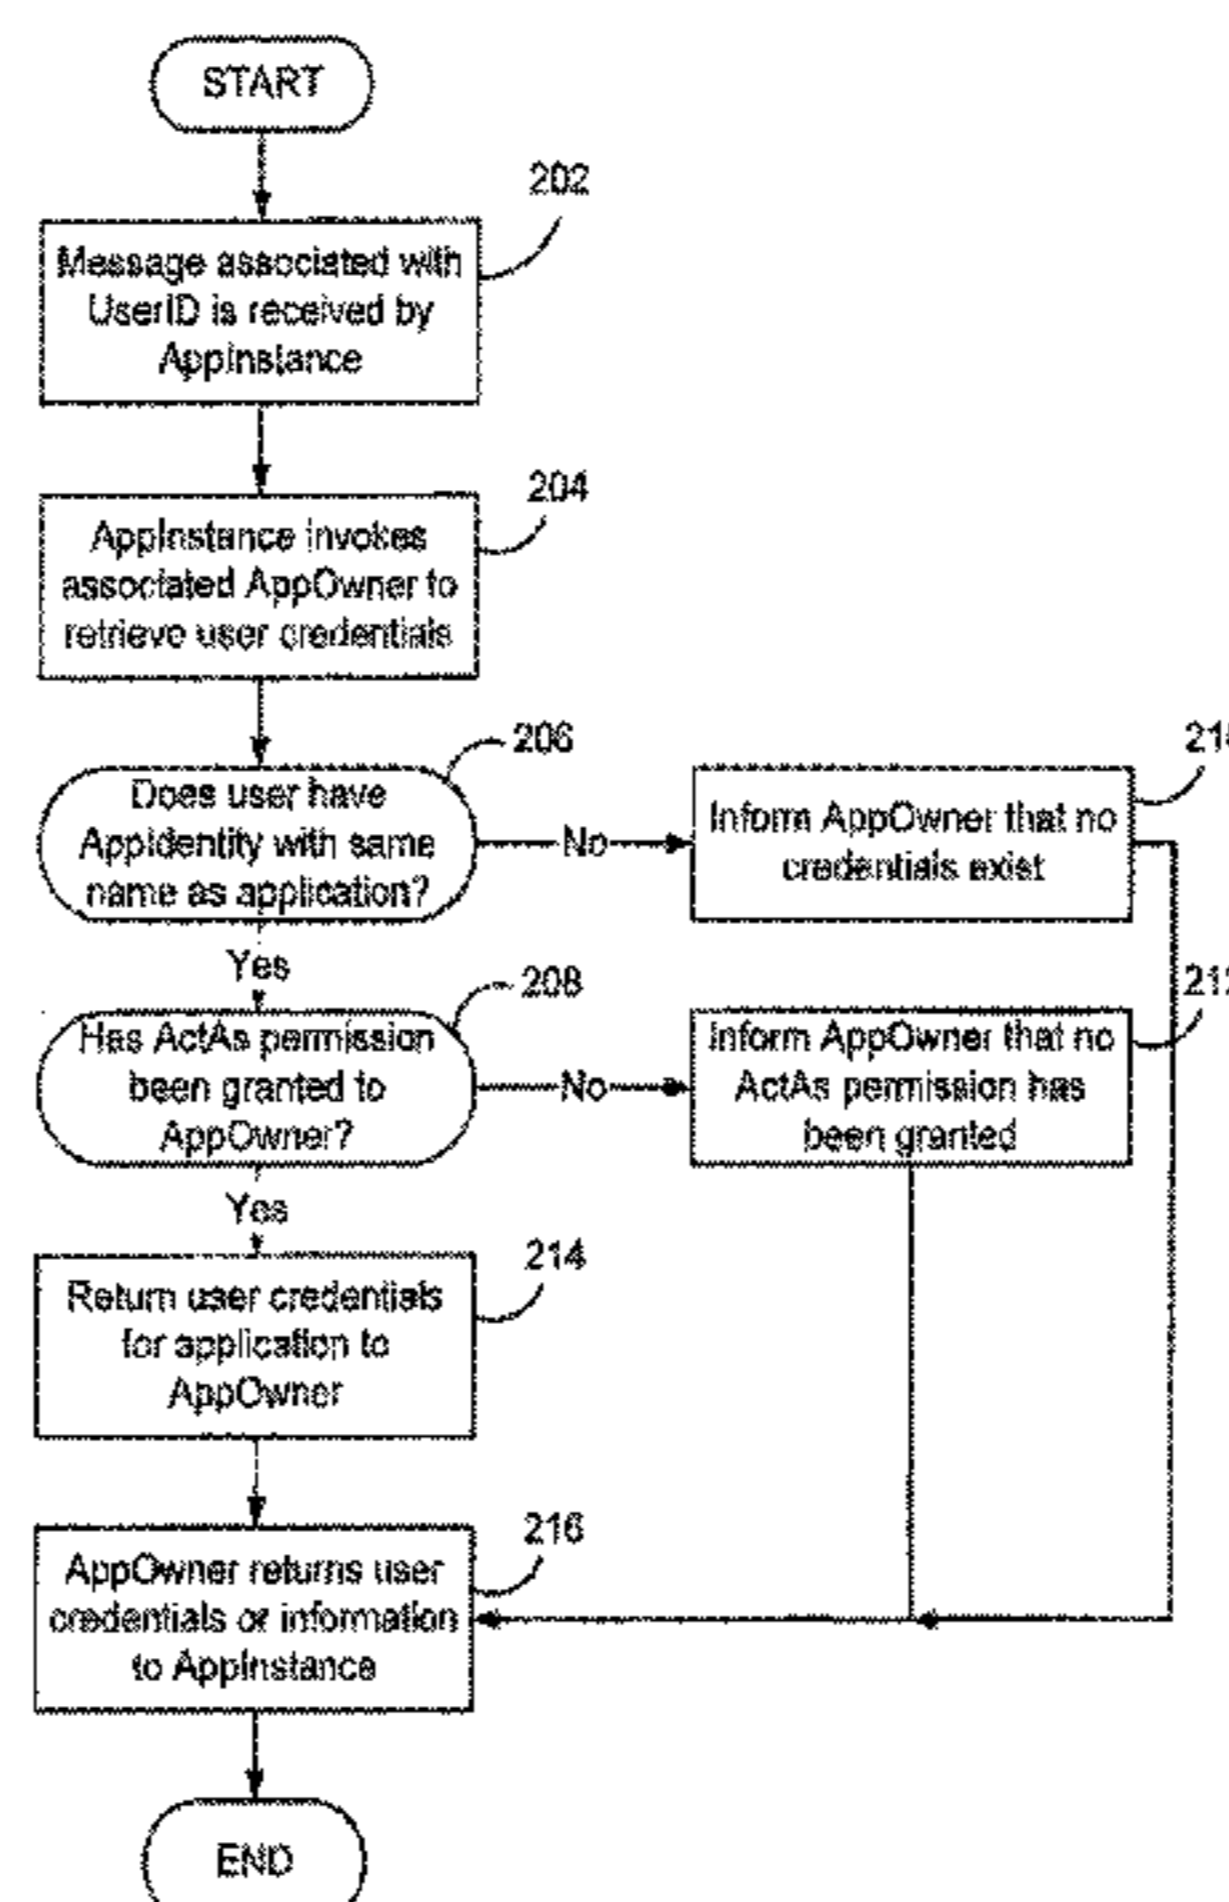 START
202
Message associated with
UserID is received by
AppInstance
204
AppInstance invokes
associated AppOwner to
retrieve user credentials
206
Does user have
AppIdentity with same
name as application?
No
Inform AppOwner that no
credentials exist
Yes
208
Has ActAs permission
been granted to
AppOwner?
No
Inform AppOwner that no
ActAs permission has
been granted
Yes
214
Return user credentials
for application to
AppOwner
216
AppOwner returns user
credentials or information
to AppInstance
END